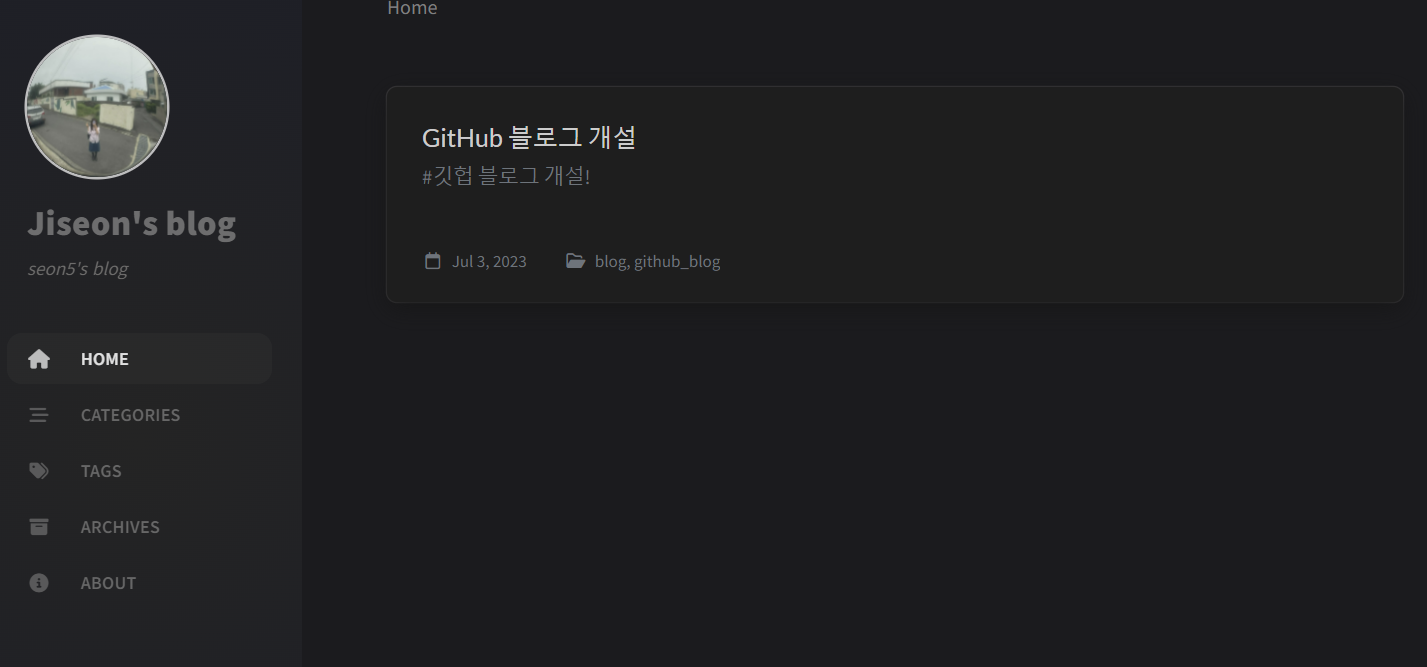 Home
Jiseon's blog
seon5's blog
HOME
CATEGORIES
TAGS
ARCHIVES
ABOUT
GitHub 블로그 개설
#깃헙 블로그 개설!
Jul 3, 2023 blog, github_blog